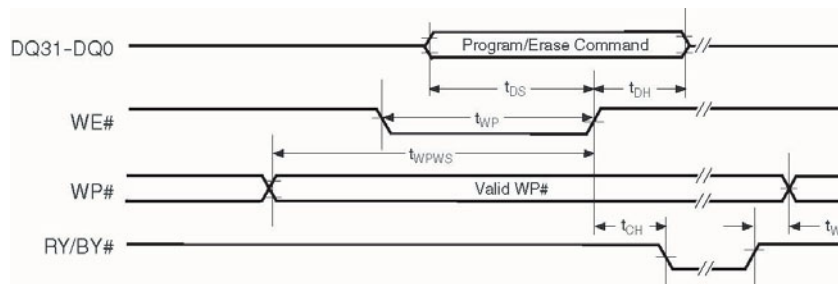 DQ31-DQ0
Program/Erase Command
tDS
tDH
WE#
tWP
tWPWS
WP#
Valid WP#
tCH
RY/BY#